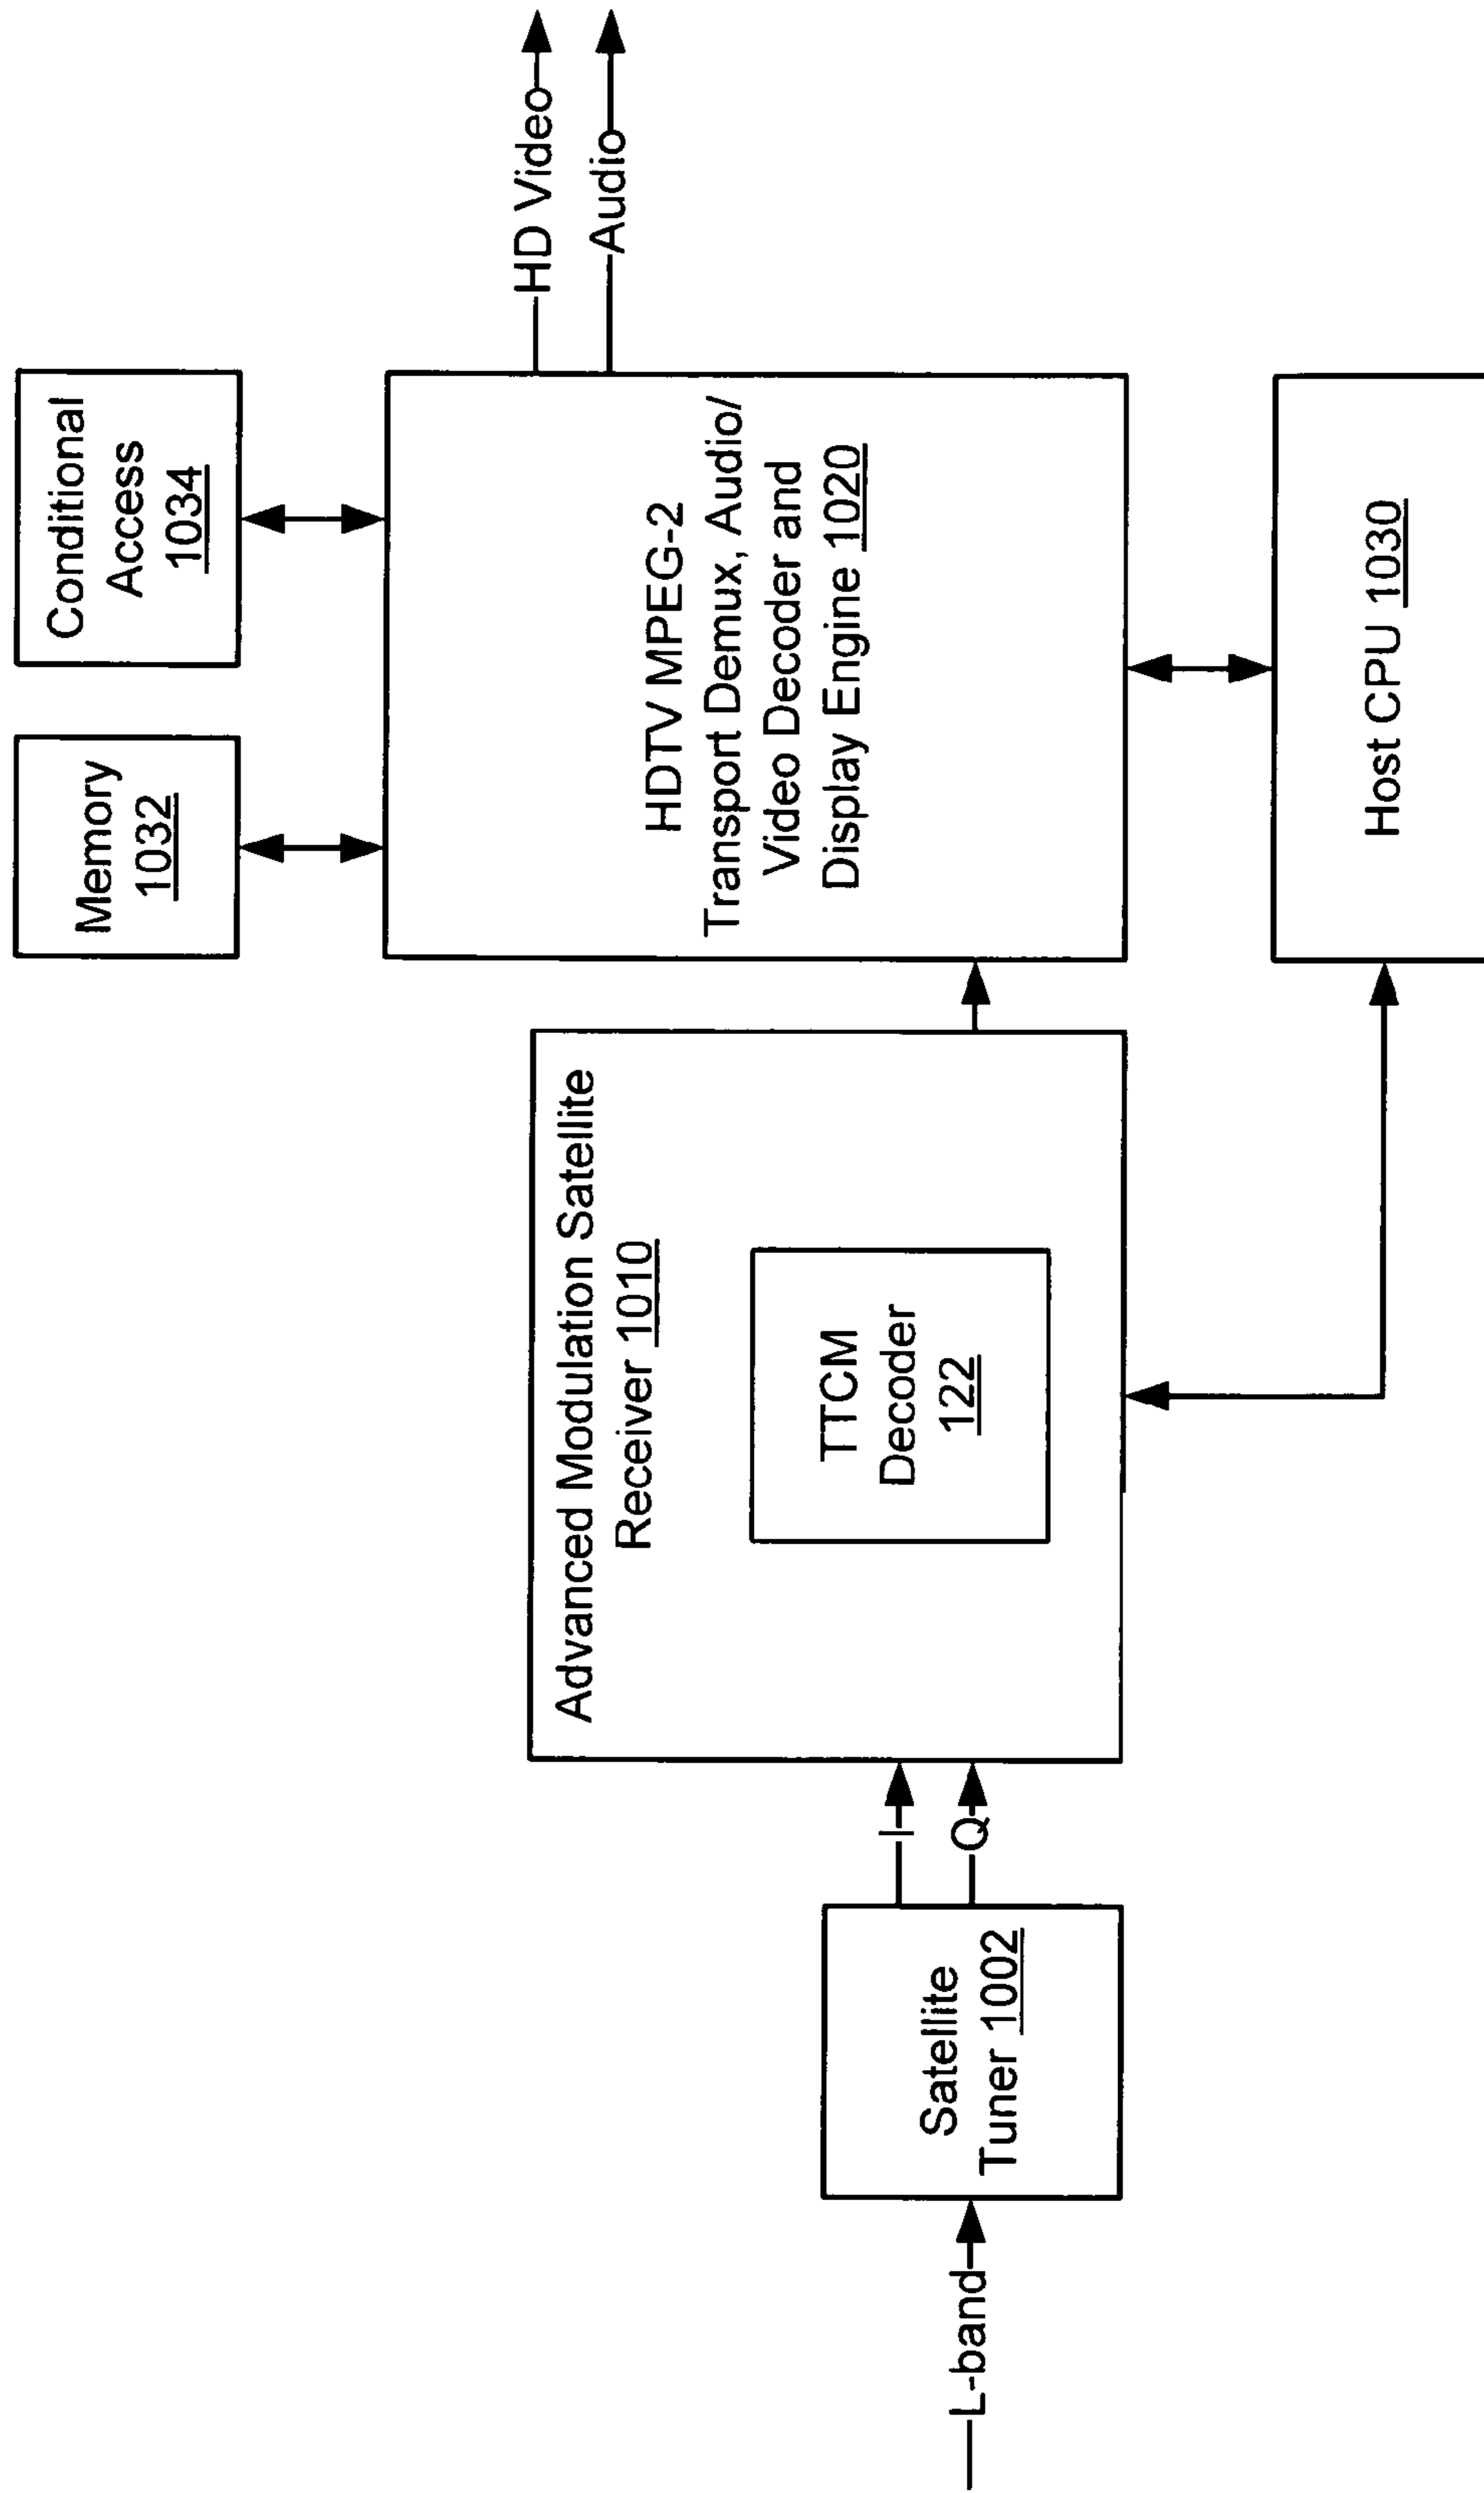 L-band
Satellite
Tuner 1002
I
Q
Advanced Modulation Satellite
Receiver 1010
TTCM
Decoder
122
Memory
1032
Conditional
Access
1034
HDTV MPEG-2
Transport Demux, Audio/
Video Decoder and
Display Engine 1020
Host CPU 1030
HD Video
Audio